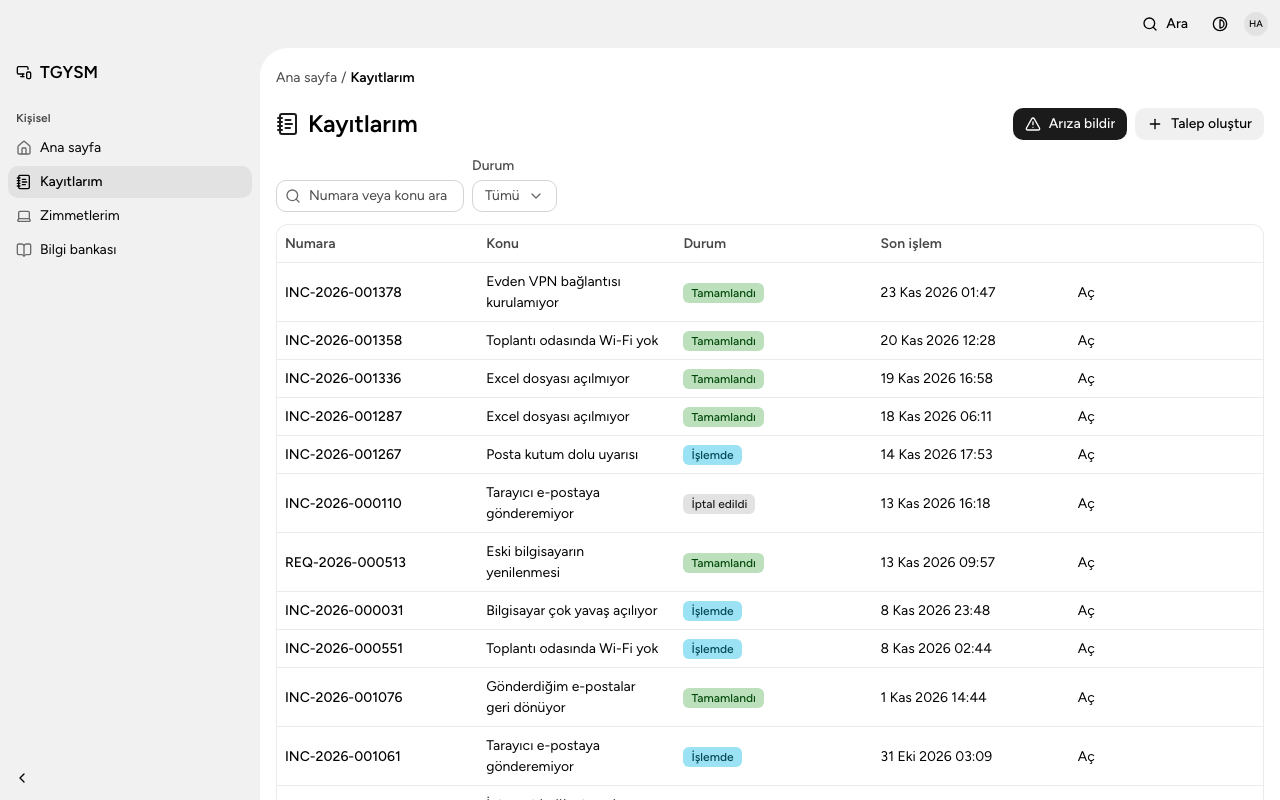 Ara
HA
TGYSM
Kişisel
Ana sayfa
Kayıtlarım
Zimmetlerim
Bilgi bankası
Ana sayfa / Kayıtlarım
Kayıtlarım
Arıza bildir
Talep oluştur
Durum
Numara veya konu ara
Tümü
Numara Konu Durum Son işlem
INC-2026-001378 Evden VPN bağlantısı kurulamıyor Tamamlandı 23 Kas 2026 01:47 Aç
INC-2026-001358 Toplantı odasında Wi-Fi yok Tamamlandı 20 Kas 2026 12:28 Aç
INC-2026-001336 Excel dosyası açılmıyor Tamamlandı 19 Kas 2026 16:58 Aç
INC-2026-001287 Excel dosyası açılmıyor Tamamlandı 18 Kas 2026 06:11 Aç
INC-2026-001267 Posta kutum dolu uyarısı İşlemde 14 Kas 2026 17:53 Aç
INC-2026-000110 Tarayıcı e-postaya gönderemiyor İptal edildi 13 Kas 2026 16:18 Aç
REQ-2026-000513 Eski bilgisayarın yenilenmesi Tamamlandı 13 Kas 2026 09:57 Aç
INC-2026-000031 Bilgisayar çok yavaş açılıyor İşlemde 8 Kas 2026 23:48 Aç
INC-2026-000551 Toplantı odasında Wi-Fi yok İşlemde 8 Kas 2026 02:44 Aç
INC-2026-001076 Gönderdiğim e-postalar geri dönüyor Tamamlandı 1 Kas 2026 14:44 Aç
INC-2026-001061 Tarayıcı e-postaya gönderemiyor İşlemde 31 Eki 2026 03:09 Aç